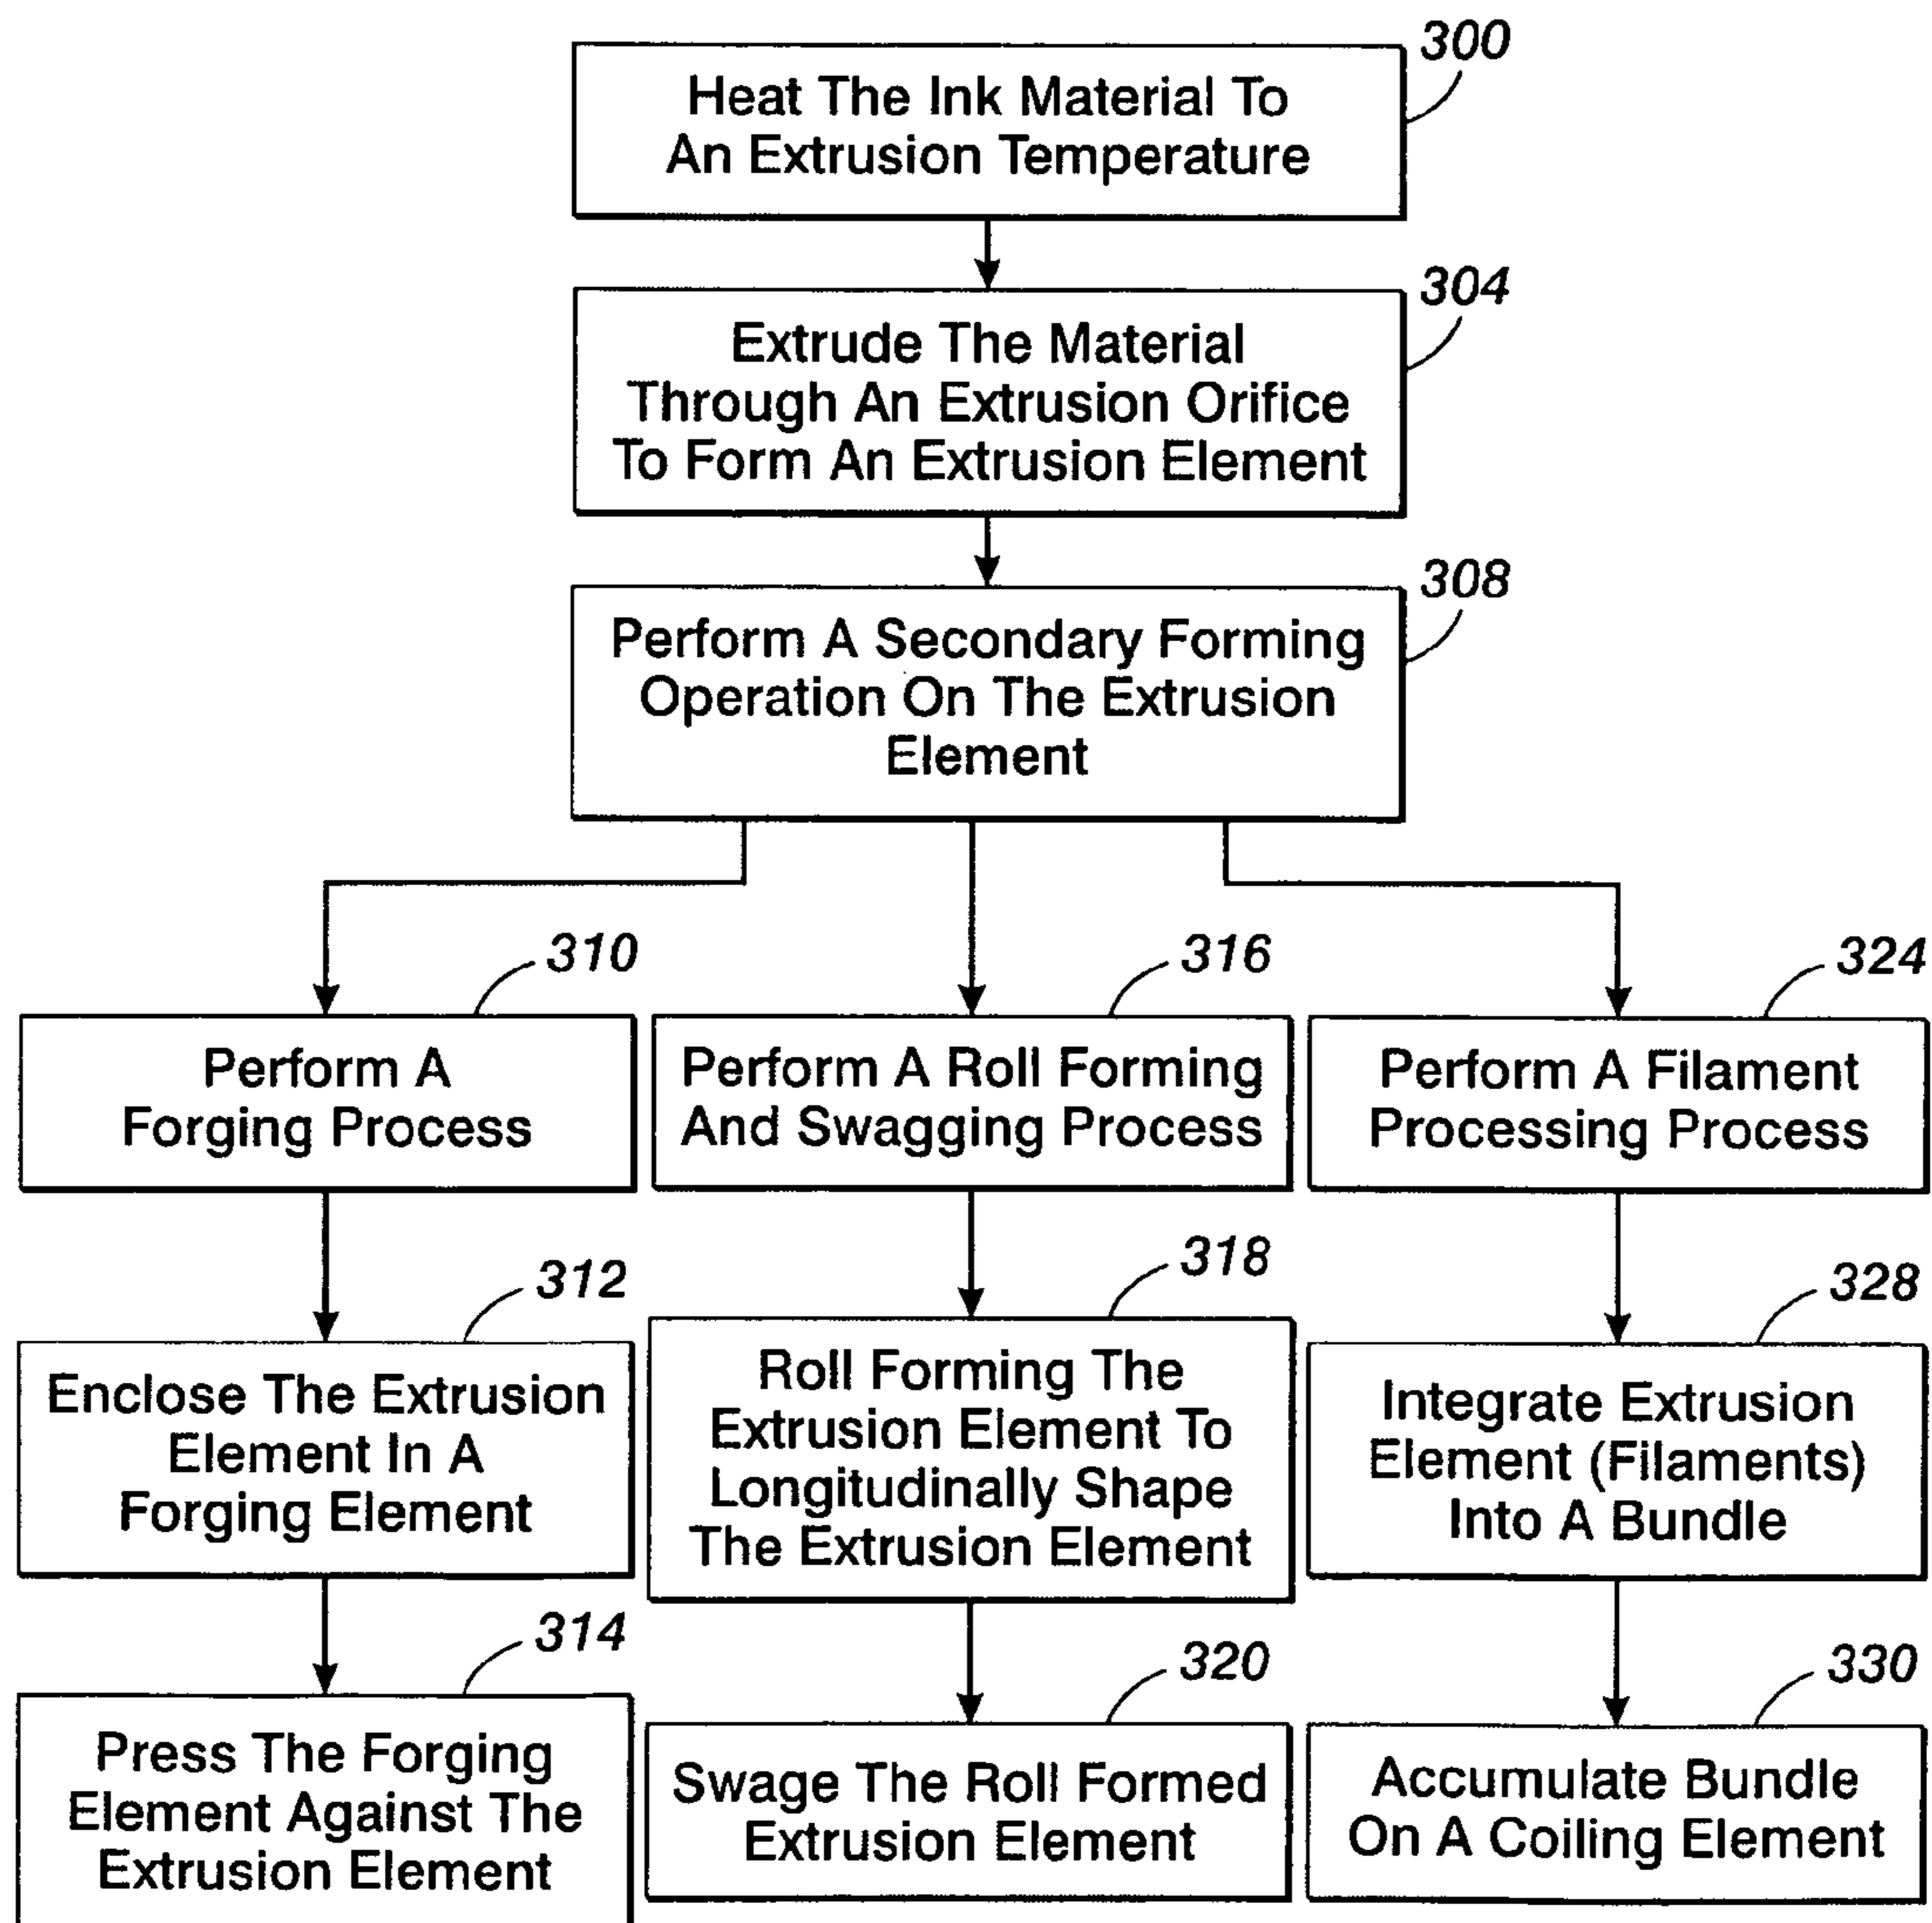 300
Heat The Ink Material To
An Extrusion Temperature
304
Extrude The Material
Through An Extrusion Orifice
To Form An Extrusion Element
308
Perform A Secondary Forming
Operation On The Extrusion
Element
310
Perform A
Forging Process
312
Enclose The Extrusion
Element In A
Forging Element
314
Press The Forging
Element Against The
Extrusion Element
316
Perform A Roll Forming
And Swagging Process
318
Roll Forming The
Extrusion Element To
Longitudinally Shape
The Extrusion Element
320
Swage The Roll Formed
Extrusion Element
324
Perform A Filament
Processing Process
328
Integrate Extrusion
Element (Filaments)
Into A Bundle
330
Accumulate Bundle
On A Coiling Element